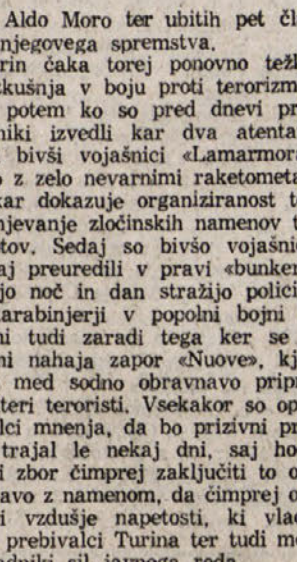 Aldo Moro ter ubitih pet čl
njegovega spremstva.
rin čaka torej ponovno tež
kušnja v boju proti terorizm
potem ko so pred dnevi pr
niki izvedli kar dva atenta
bivši vojašnici «Lamarmor
o z zelo nevarnimi raketometa
kar dokazuje organiziranost t
njevanje zločinskih namenov t
tov. Sedaj so bivšo vojašnic
aj preuredili v pravi «bunker
jo noč in dan stražijo polici
arabinjerji v popolni bojni
ni tudi zaradi tega ker se
ni nahaja zapor «Nuove», kj
med sodno obravnavo pripr
teri teroristi. Vsekakor so op
lci mnenja, da bo prizivni pr
trajal le nekaj dni, saj ho
i zbor čimprej zaključiti to o
avo z namenom, da čimprej o
i vzdušje napetosti, ki vlad
prebivalci Turina ter tudi me